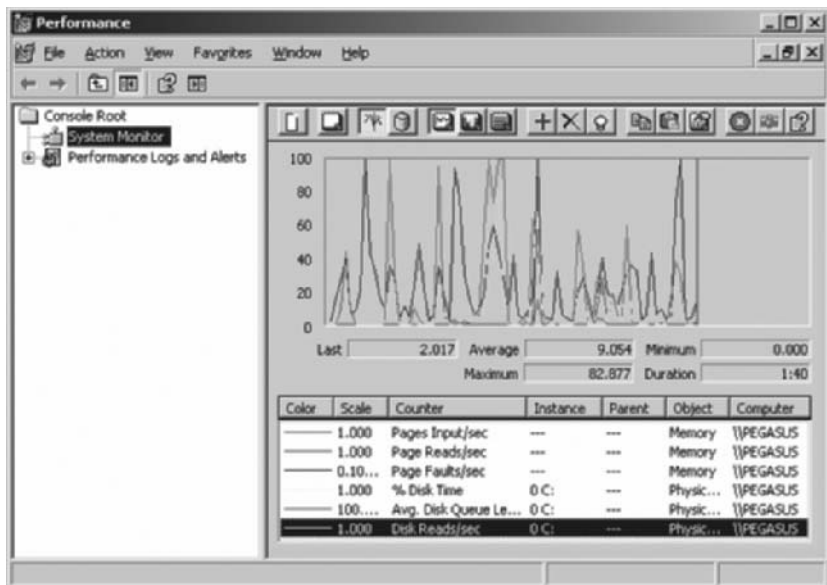 Performance
File Action View Favorites Window Help
Console Root
System Monitor
Performance Logs and Alerts
100
80
60
40
20
0
Last 2.017 Average 9.054 Minimum 0.000
Maximum 82.877 Duration 1:40
Color Scale Counter Instance Parent Object Computer
1.000 Pages Input/sec --- --- Memory \\PEGASUS
1.000 Page Reads/sec --- --- Memory \\PEGASUS
0.10... Page Faults/sec --- --- Memory \\PEGASUS
1.000 % Disk Time 0 C: --- Physic... \\PEGASUS
100.... Avg. Disk Queue Le... 0 C: --- Physic... \\PEGASUS
1.000 Disk Reads/sec 0 C: --- Physic... \\PEGASUS